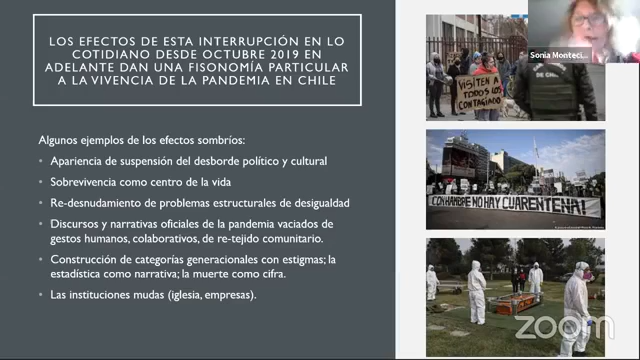 LOS EFECTOS DE ESTA INTERRUPCIÓN EN LO
COTIDIANO DESDE OCTUBRE 2019 EN
ADELANTE DAN UNA FISONOMÍA PARTICULAR
A LA VIVENCIA DE LA PANDEMIA EN CHILE
Algunos ejemplos de los efectos sombríos:
• Apariencia de suspensión del desborde político y cultural
• Sobrevivencia como centro de la vida
• Re-desnudamiento de problemas estructurales de desigualdad
• Discursos y narrativas oficiales de la pandemia vaciados de
gestos humanos, colaborativos, de re-tejido comunitario.
• Construcción de categorías generacionales con estigmas; la
estadística como narrativa; la muerte como cifra.
• Las instituciones mudas (iglesia, empresas).
Sonia Monteci...
VISITEN A
TODOS LOS
CONTAGIADO
DE CHILE
CON HAMBRE NO HAY CUARENTENA!
zoom